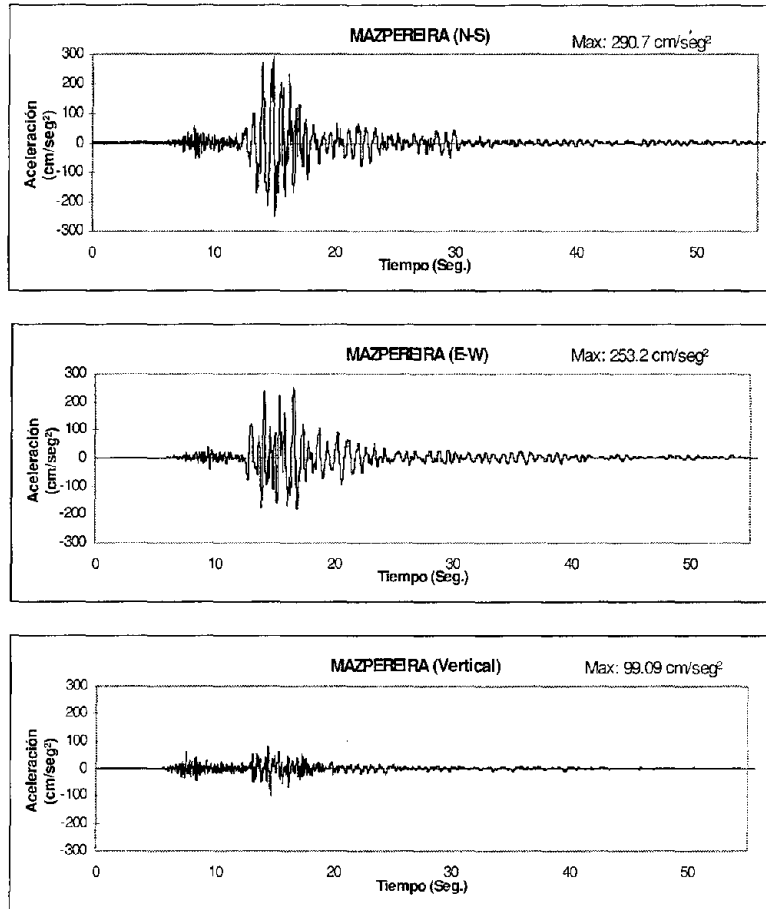 MAZPEREIRA (N-S) Max: 290.7 cm/seg²
Aceleración
(cm/seg²)
300
200
100
0
-100
-200
-300
0 10 20 30 40 50
Tiempo (Seg.)
MAZPEREIRA (E-W) Max: 253.2 cm/seg²
Aceleración
(cm/seg²)
300
200
100
0
-100
-200
-300
0 10 20 30 40 50
Tiempo (Seg.)
MAZPEREIRA (Vertical) Max: 99.09 cm/seg²
Aceleración
(cm/seg²)
300
200
100
0
-100
-200
-300
0 10 20 30 40 50
Tiempo (Seg.)